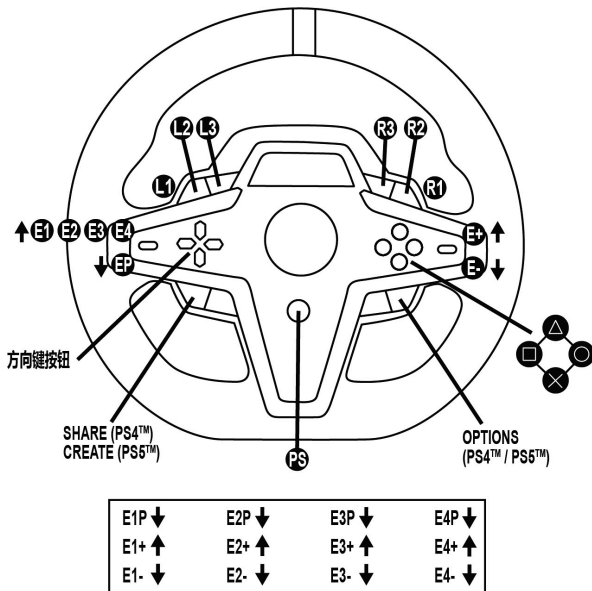 L2 L3 R3 R2
L1 R1
E1 E2 E3 E4 E+
EP E-
方向键按钮
SHARE (PS4™)
CREATE (PS5™)
PS
OPTIONS
(PS4™ / PS5™)
E1P ↓ E2P ↓ E3P ↓ E4P ↓
E1+ ↑ E2+ ↑ E3+ ↑ E4+ ↑
E1- ↓ E2- ↓ E3- ↓ E4- ↓